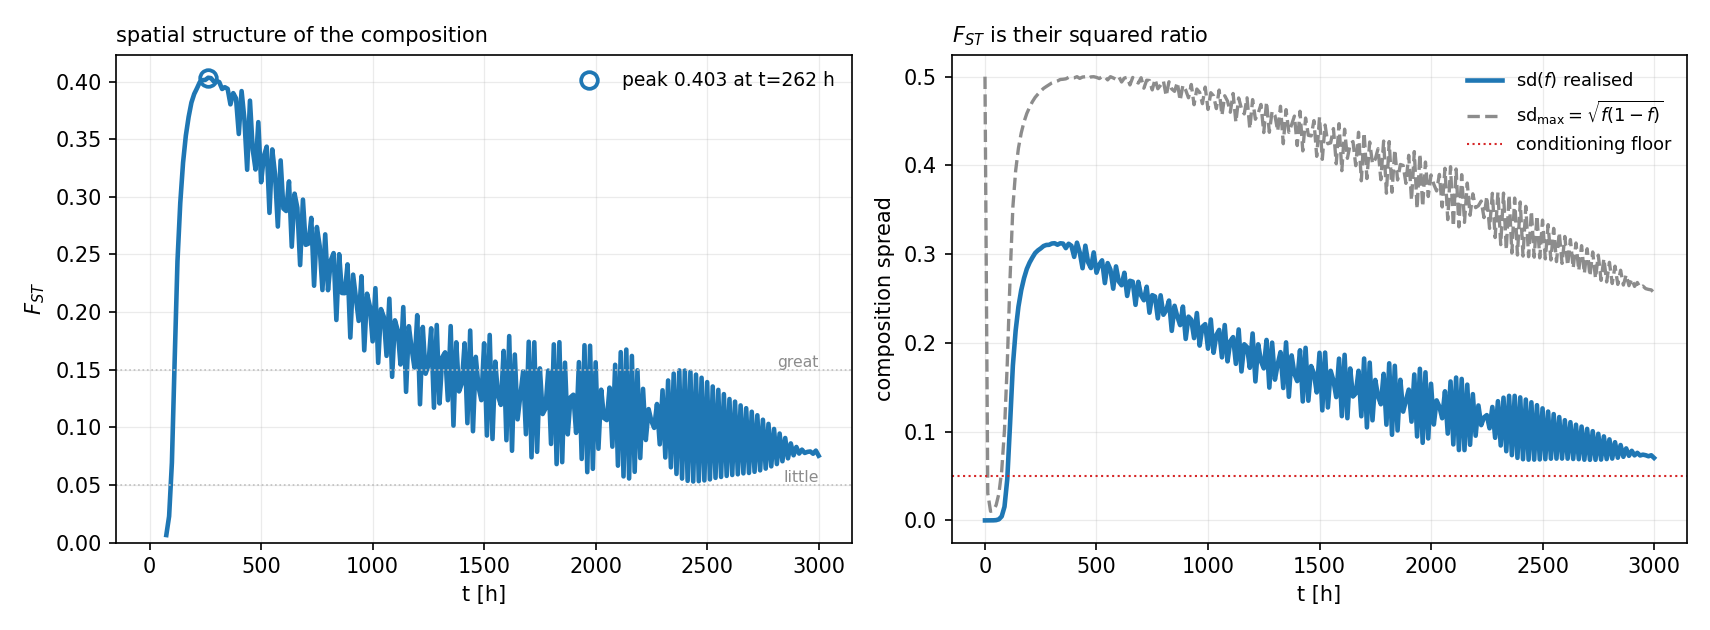 spatial structure of the composition
peak 0.403 at t=262 h
0.40
0.35
0.30
0.25
0.20
0.15
0.10
0.05
0.00
F_ST
great
little
0
500
1000
1500
2000
2500
3000
t [h]
F_ST is their squared ratio
sd(f) realised
sd_max = √f(1 − f)
conditioning floor
0.5
0.4
0.3
0.2
0.1
0.0
composition spread
0
500
1000
1500
2000
2500
3000
t [h]